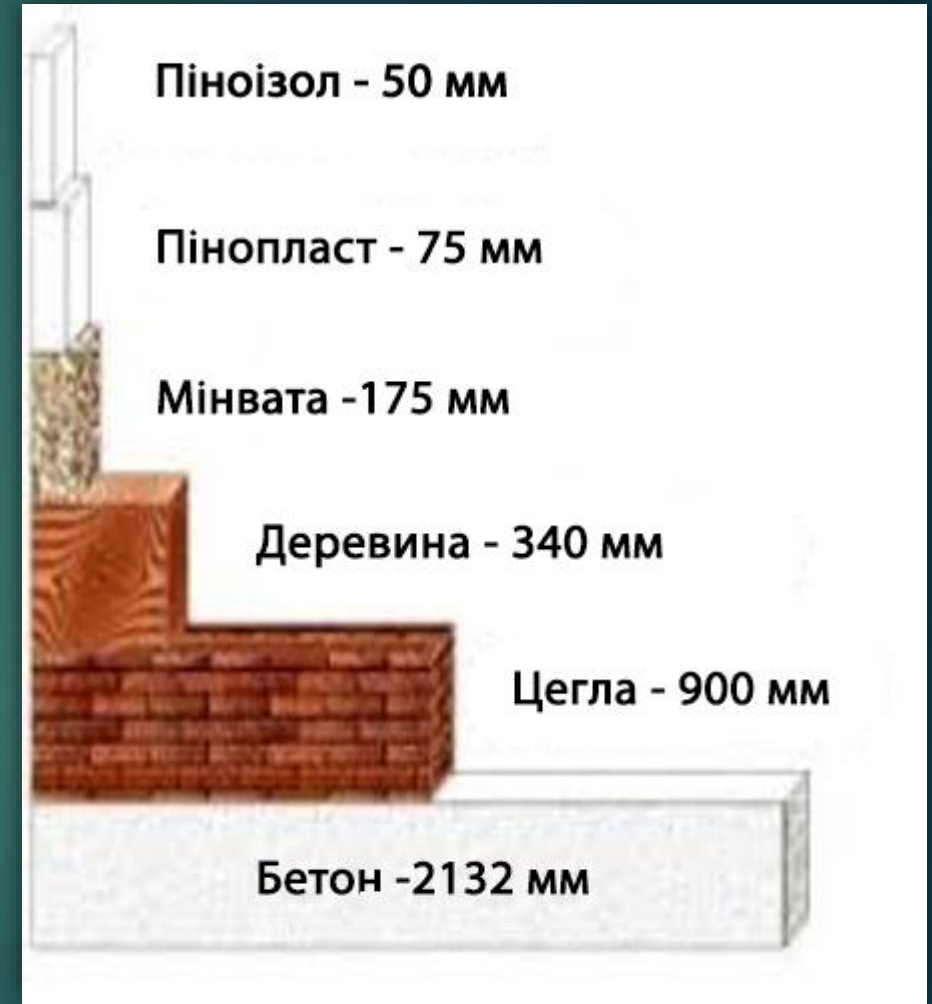 Піноізол - 50 мм
Пінопласт - 75 мм
Мінвата -175 мм
Деревина - 340 мм
Цегла - 900 мм
Бетон -2132 мм